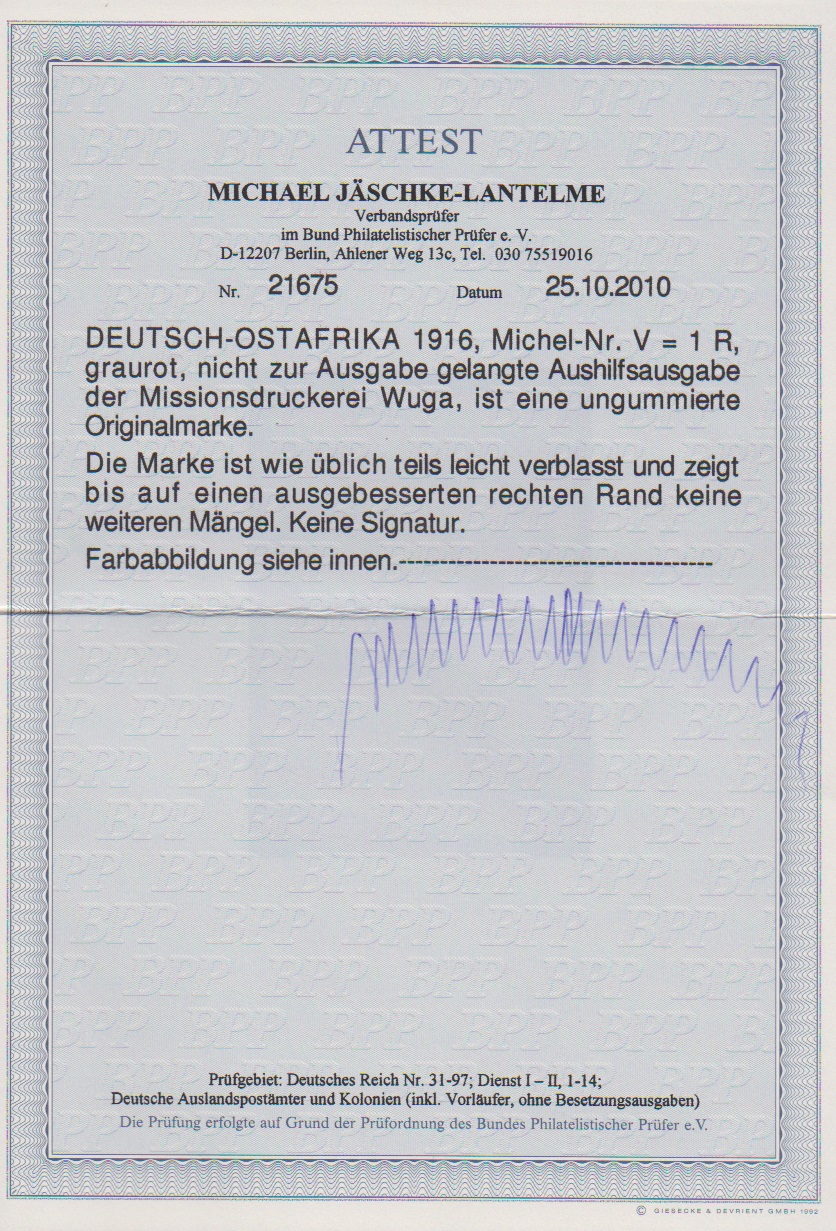 ATTEST
MICHAEL JÄSCHKE-LANTELME
Verbandsprüfer
im Bund Philatelistischer Prüfer e. V.
D-12207 Berlin, Ahlener Weg 13c, Tel. 030 75519016
Nr. 21675 Datum 25.10.2010
DEUTSCH-OSTAFRIKA 1916, Michel-Nr. V = 1 R,
graurot, nicht zur Ausgabe gelangte Aushilfsausgabe
der Missionsdruckerei Wuga, ist eine ungummierte
Originalmarke.
Die Marke ist wie üblich teils leicht verblasst und zeigt
bis auf einen ausgebesserten rechten Rand keine
weiteren Mängel. Keine Signatur.
Farbabbildung siehe innen.--------------------------------------
Prüfgebiet: Deutsches Reich Nr. 31-97; Dienst I – II, 1-14;
Deutsche Auslandspostämter und Kolonien (inkl. Vorläufer, ohne Besetzungsausgaben)
Die Prüfung erfolgte auf Grund der Prüfordnung des Bundes Philatelistischer Prüfer e.V.
© GIESECKE & DEVRIENT GMBH 1992